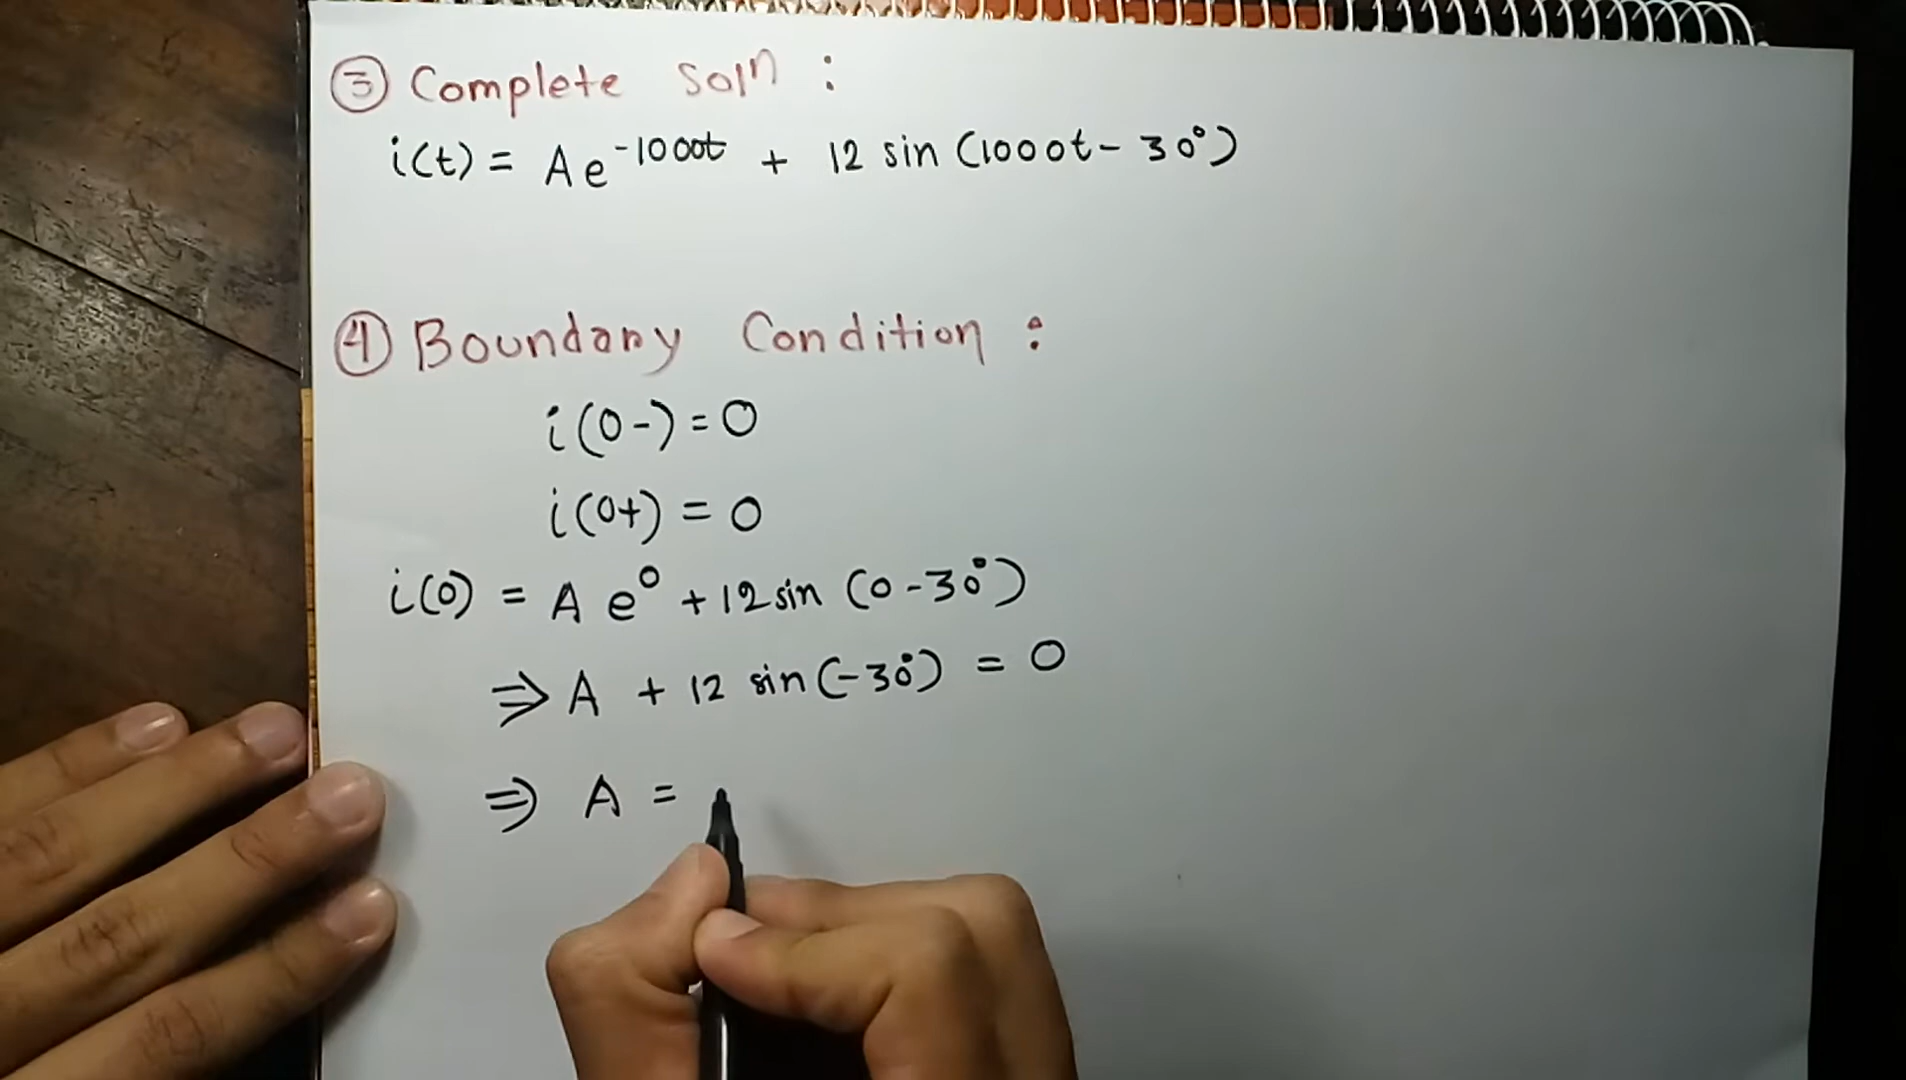 ③ Complete soln :
i(t) = Ae^-1000t + 12 sin (1000t - 30°)
④ Boundary Condition :
i(0-) = 0
i(0+) = 0
i(0) = A e^0 + 12 sin (0 - 30°)
⇒ A + 12 sin (-30°) = 0
⇒ A =